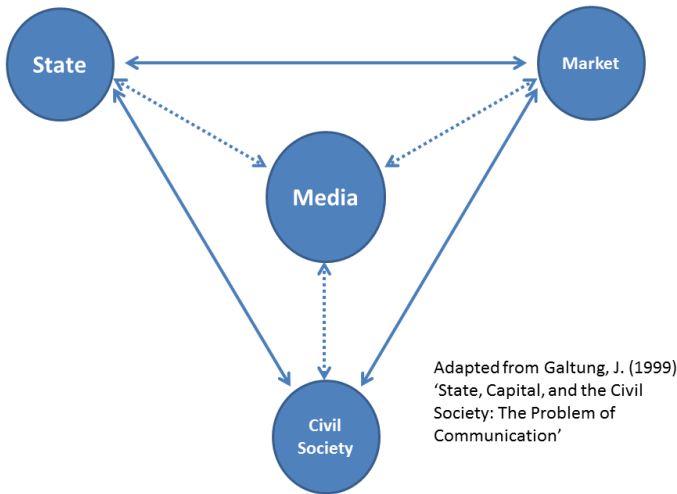 State
Market
Media
Civil
Society
Adapted from Galtung, J. (1999)
‘State, Capital, and the Civil
Society: The Problem of
Communication’